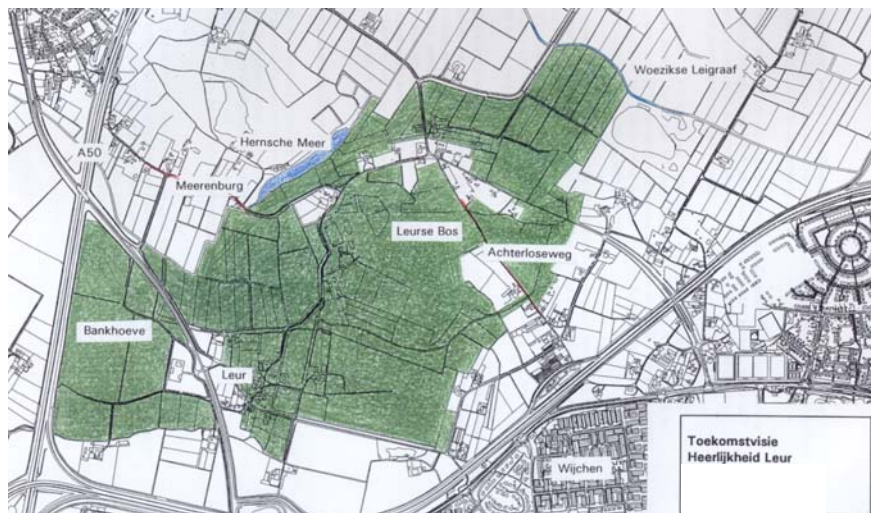 Woezikse Leigraaf
Hernsche Meer
A50
Meerenburg
Leurse Bos
Achterloseweg
Bankhoeve
Leur
Wijchen
Toekomstvisie
Heerlijkheid Leur